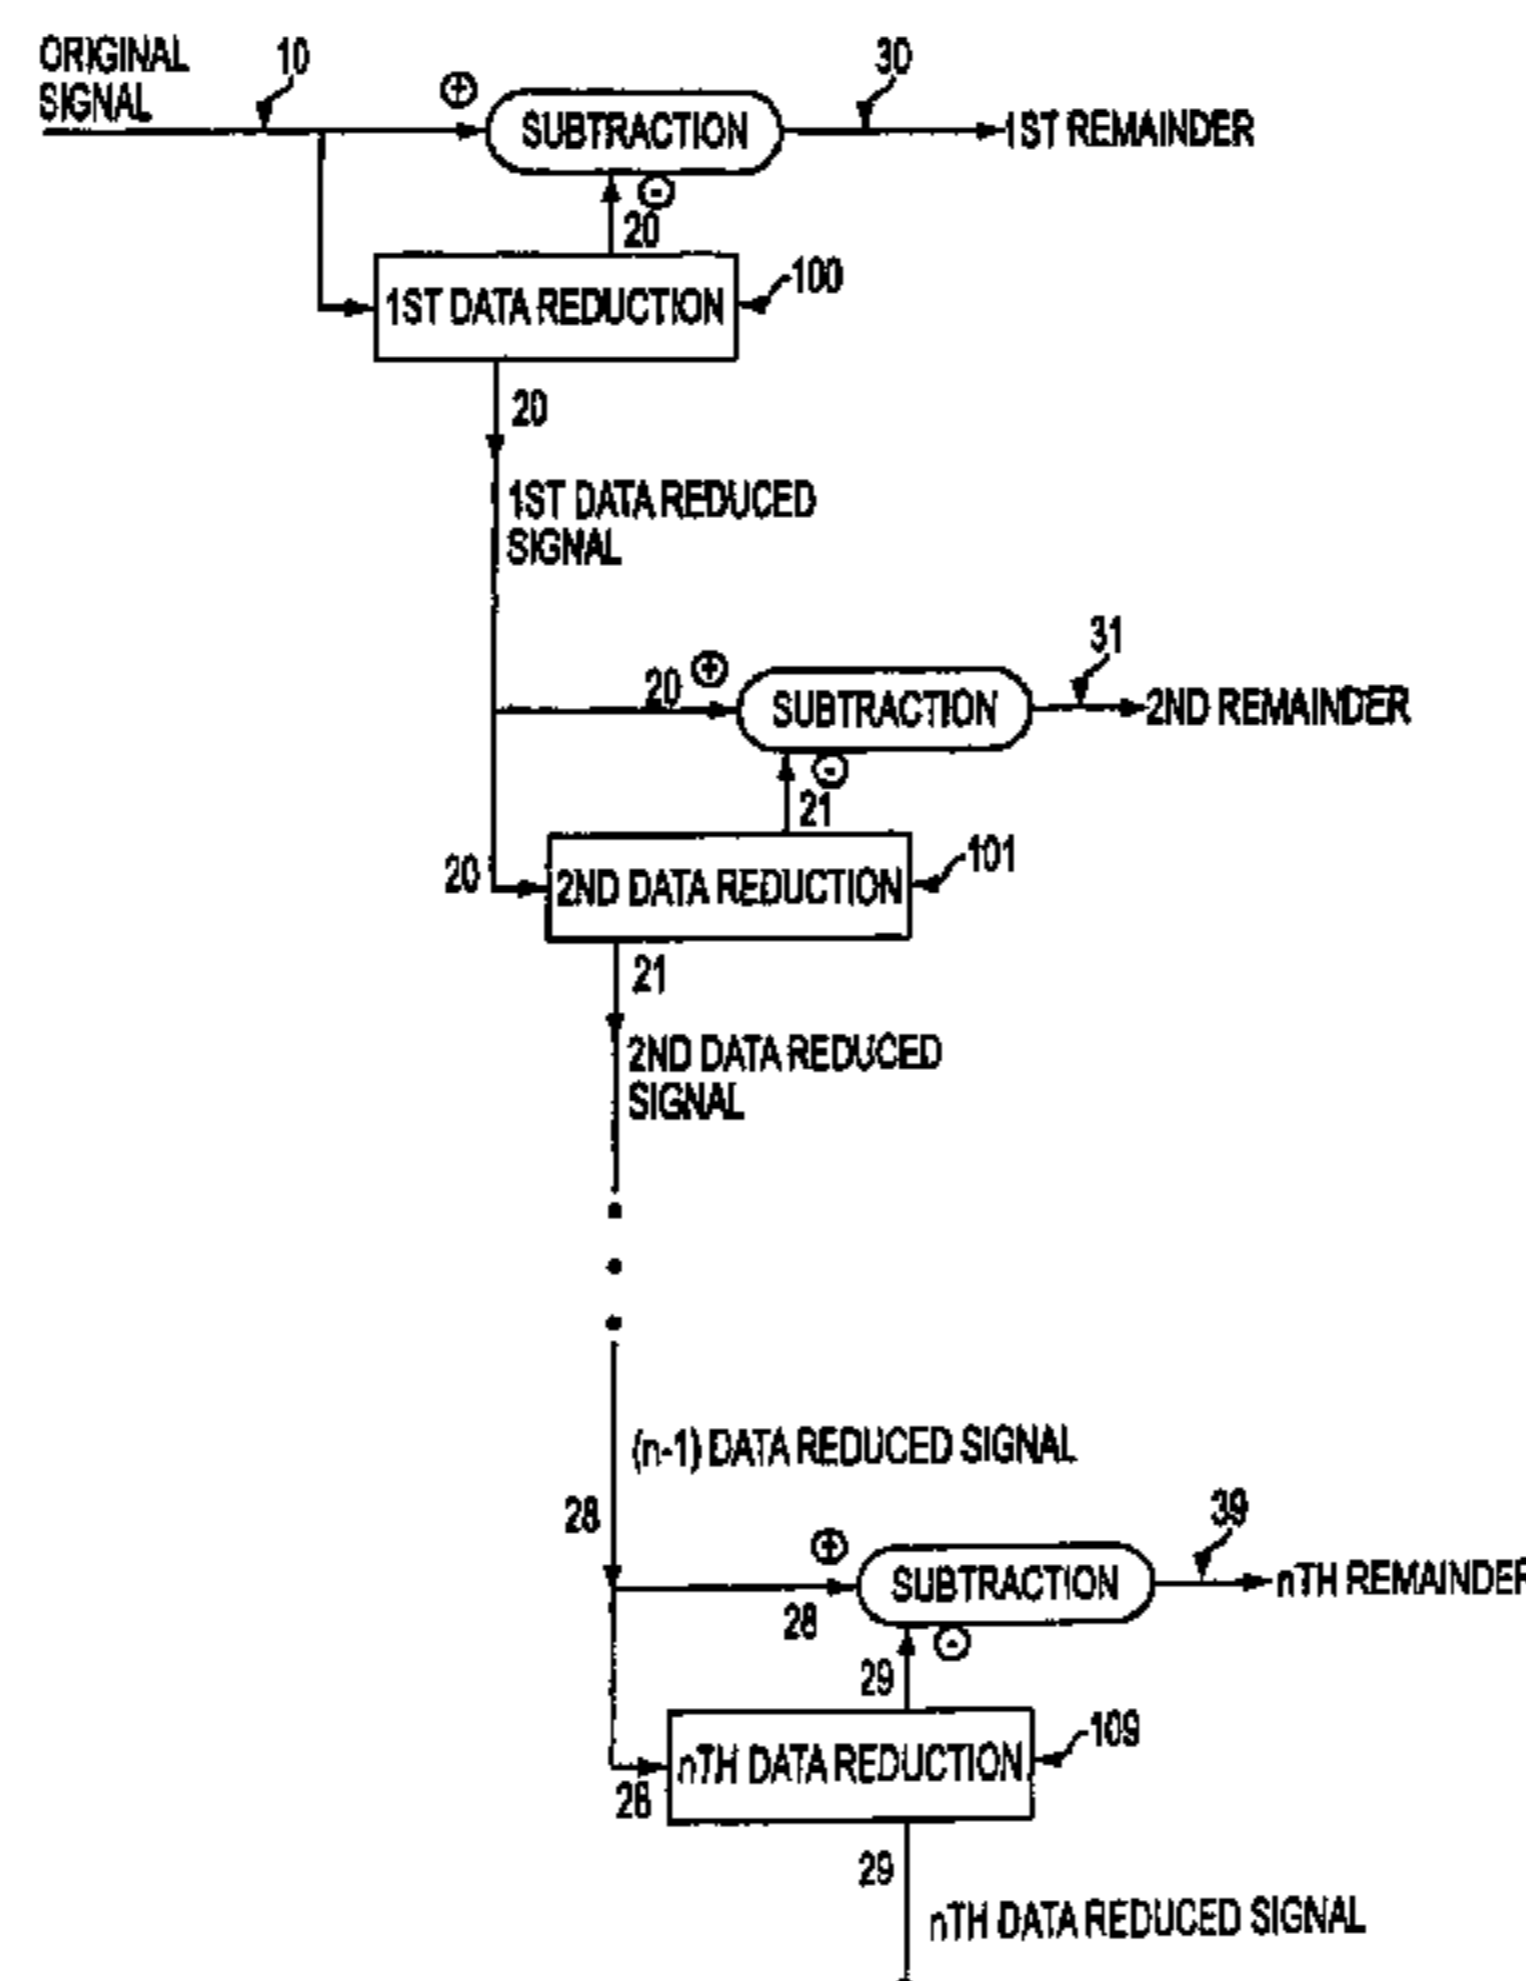 ORIGINAL
SIGNAL
10
+
SUBTRACTION
30
1ST REMAINDER
-
20
1ST DATA REDUCTION
100
20
1ST DATA REDUCED
SIGNAL
20
+
SUBTRACTION
31
2ND REMAINDER
-
21
20
2ND DATA REDUCTION
101
21
2ND DATA REDUCED
SIGNAL
(n-1) DATA REDUCED SIGNAL
28
+
28
SUBTRACTION
39
nTH REMAINDER
-
29
28
nTH DATA REDUCTION
109
29
nTH DATA REDUCED SIGNAL